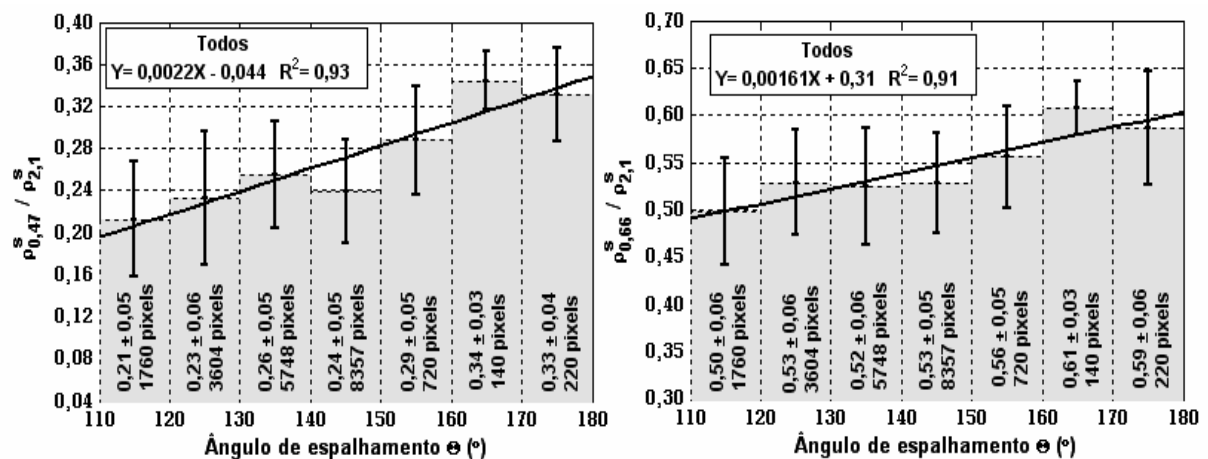 0,40
0,36
0,32
0,28
0,24
0,20
0,16
0,12
0,08
0,04
ρˢ0,47 / ρˢ2,1
Todos
Y= 0,0022X - 0,044 R²= 0,93
0,21 ± 0,05
1760 pixels
0,23 ± 0,06
3604 pixels
0,26 ± 0,05
5748 pixels
0,24 ± 0,05
8357 pixels
0,29 ± 0,05
720 pixels
0,34 ± 0,03
140 pixels
0,33 ± 0,04
220 pixels
110 120 130 140 150 160 170 180
Ângulo de espalhamento Θ (º)
0,70
0,65
0,60
0,55
0,50
0,45
0,40
0,35
0,30
ρˢ0,66 / ρˢ2,1
Todos
Y= 0,00161X + 0,31 R²= 0,91
0,50 ± 0,06
1760 pixels
0,53 ± 0,06
3604 pixels
0,52 ± 0,06
5748 pixels
0,53 ± 0,05
8357 pixels
0,56 ± 0,05
720 pixels
0,61 ± 0,03
140 pixels
0,59 ± 0,06
220 pixels
110 120 130 140 150 160 170 180
Ângulo de espalhamento Θ (º)